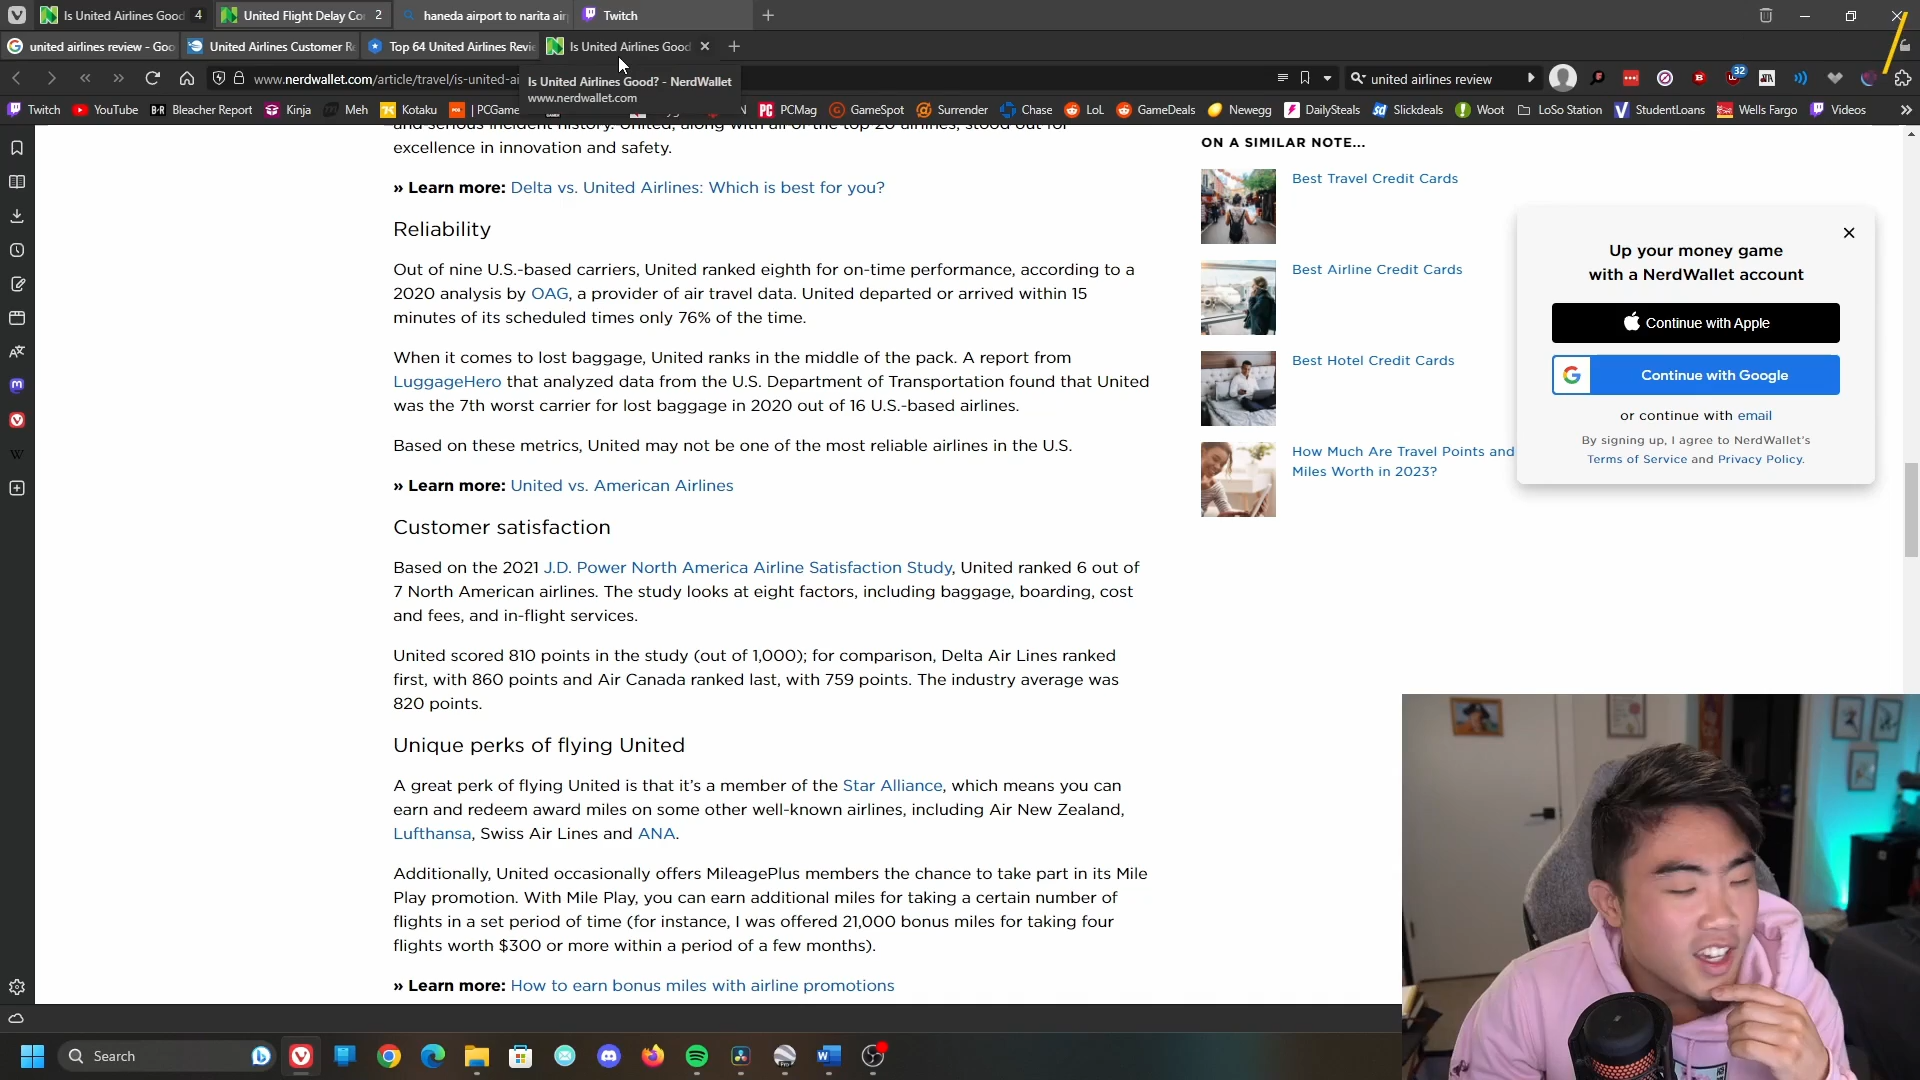 Is United Airlines Good 4
United Flight Delay Co 2
haneda airport to narita air
Twitch
united airlines review - Goo
United Airlines Customer R
Top 64 United Airlines Revie
Is United Airlines Good
www.nerdwallet.com/article/travel/is-united-ai
united airlines review
32
Is United Airlines Good? - NerdWallet
www.nerdwallet.com
Twitch
YouTube
Bleacher Report
Kinja
Meh
Kotaku
PCGame
N
PCMag
GameSpot
Surrender
Chase
LoL
GameDeals
Newegg
DailySteals
Slickdeals
Woot
LoSo Station
StudentLoans
Wells Fargo
Videos
and serious incident history. United, along with all of the top 20 airlines, stood out for
excellence in innovation and safety.
» Learn more: Delta vs. United Airlines: Which is best for you?
Reliability
Out of nine U.S.-based carriers, United ranked eighth for on-time performance, according to a
2020 analysis by OAG, a provider of air travel data. United departed or arrived within 15
minutes of its scheduled times only 76% of the time.
When it comes to lost baggage, United ranks in the middle of the pack. A report from
LuggageHero that analyzed data from the U.S. Department of Transportation found that United
was the 7th worst carrier for lost baggage in 2020 out of 16 U.S.-based airlines.
Based on these metrics, United may not be one of the most reliable airlines in the U.S.
» Learn more: United vs. American Airlines
Customer satisfaction
Based on the 2021 J.D. Power North America Airline Satisfaction Study, United ranked 6 out of
7 North American airlines. The study looks at eight factors, including baggage, boarding, cost
and fees, and in-flight services.
United scored 810 points in the study (out of 1,000); for comparison, Delta Air Lines ranked
first, with 860 points and Air Canada ranked last, with 759 points. The industry average was
820 points.
Unique perks of flying United
A great perk of flying United is that it's a member of the Star Alliance, which means you can
earn and redeem award miles on some other well-known airlines, including Air New Zealand,
Lufthansa, Swiss Air Lines and ANA.
Additionally, United occasionally offers MileagePlus members the chance to take part in its Mile
Play promotion. With Mile Play, you can earn additional miles for taking a certain number of
flights in a set period of time (for instance, I was offered 21,000 bonus miles for taking four
flights worth $300 or more within a period of a few months).
» Learn more: How to earn bonus miles with airline promotions
ON A SIMILAR NOTE...
Best Travel Credit Cards
Best Airline Credit Cards
Best Hotel Credit Cards
How Much Are Travel Points and
Miles Worth in 2023?
Up your money game
with a NerdWallet account
Continue with Apple
Continue with Google
or continue with email
By signing up, I agree to NerdWallet's
Terms of Service and Privacy Policy.
Search